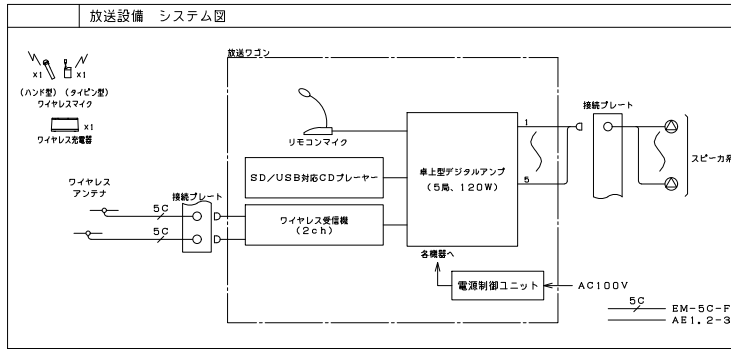 放送設備　システム図
放送ワゴン
x1
x1
(ハンド型)
(タイピン型)
ワイヤレスマイク
x1
ワイヤレス充電器
リモコンマイク
SD/USB対応CDプレーヤー
卓上型デジタルアンプ
(5局、120W)
1
5
接続プレート
スピーカ系
ワイヤレス
アンテナ
接続プレート
5C
5C
ワイヤレス受信機
(2ch)
各機器へ
電源制御ユニット
AC100V
5C
EM-5C-F
AE1.2-3